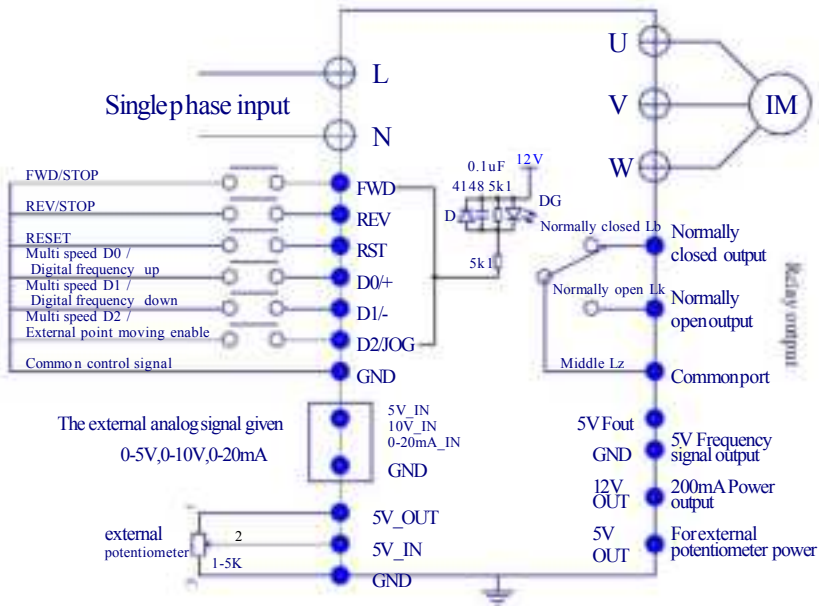 L
Single phase input
N
FWD/STOP
REV/STOP
RESET
Multi speed D0 /
Digital frequency up
Multi speed D1 /
Digital frequency down
Multi speed D2 /
External point moving enable
Common control signal
FWD
REV
RST
D0/+
D1/-
D2/JOG
GND
0.1uF
12V
4148 5k1
D
DG
5k1
U
V
W
IM
Normally closed Lb
Normally
closed output
Normally open Lk
Normally
open output
Middle Lz
Common port
Relay output
The external analog signal given
0-5V,0-10V,0-20mA
5V_IN
10V_IN
0-20mA_IN
GND
5V Fout
GND
5V Frequency
signal output
12V
OUT
200mA Power
output
5V
OUT
For external
potentiometer power
external
potentiometer
2
1-5K
5V_OUT
5V_IN
GND